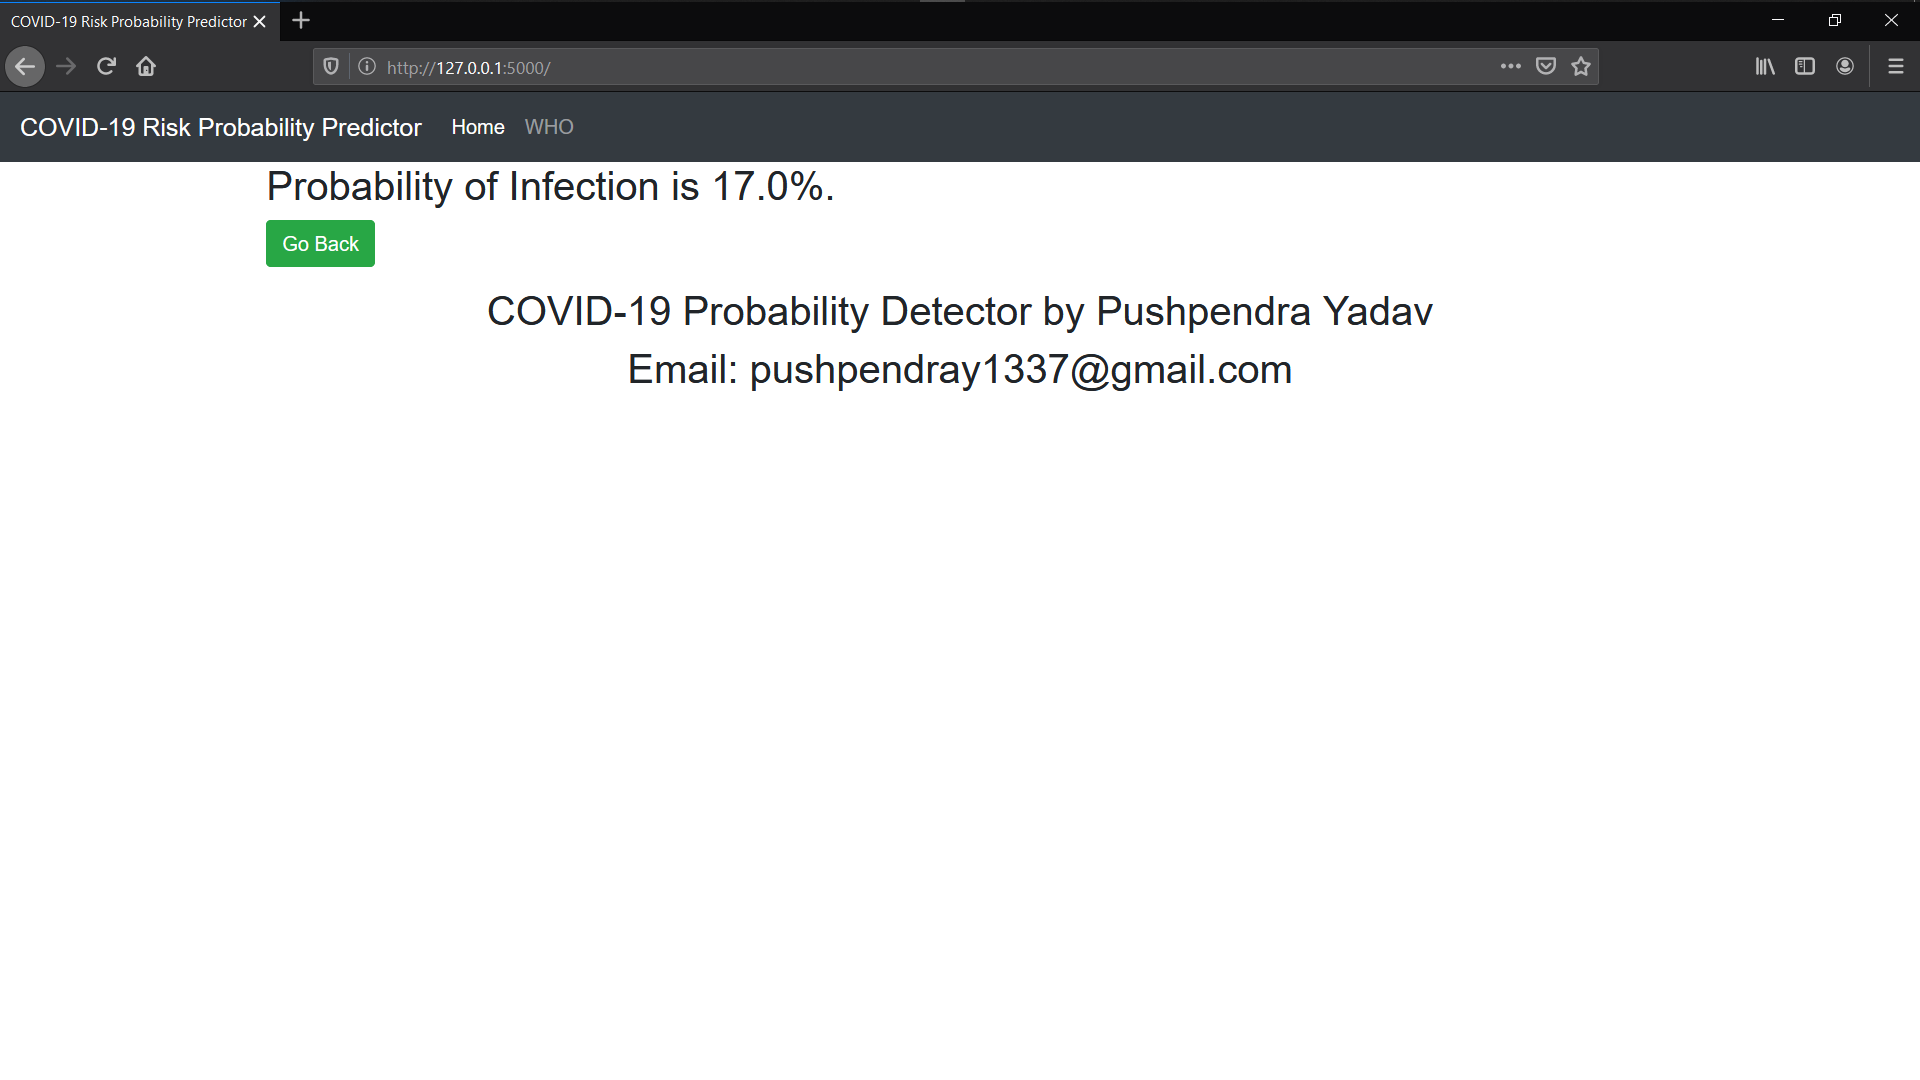 COVID-19 Risk Probability Predictor
http://127.0.0.1:5000/
COVID-19 Risk Probability Predictor Home WHO
Probability of Infection is 17.0%.
Go Back
COVID-19 Probability Detector by Pushpendra Yadav
Email: pushpendray1337@gmail.com